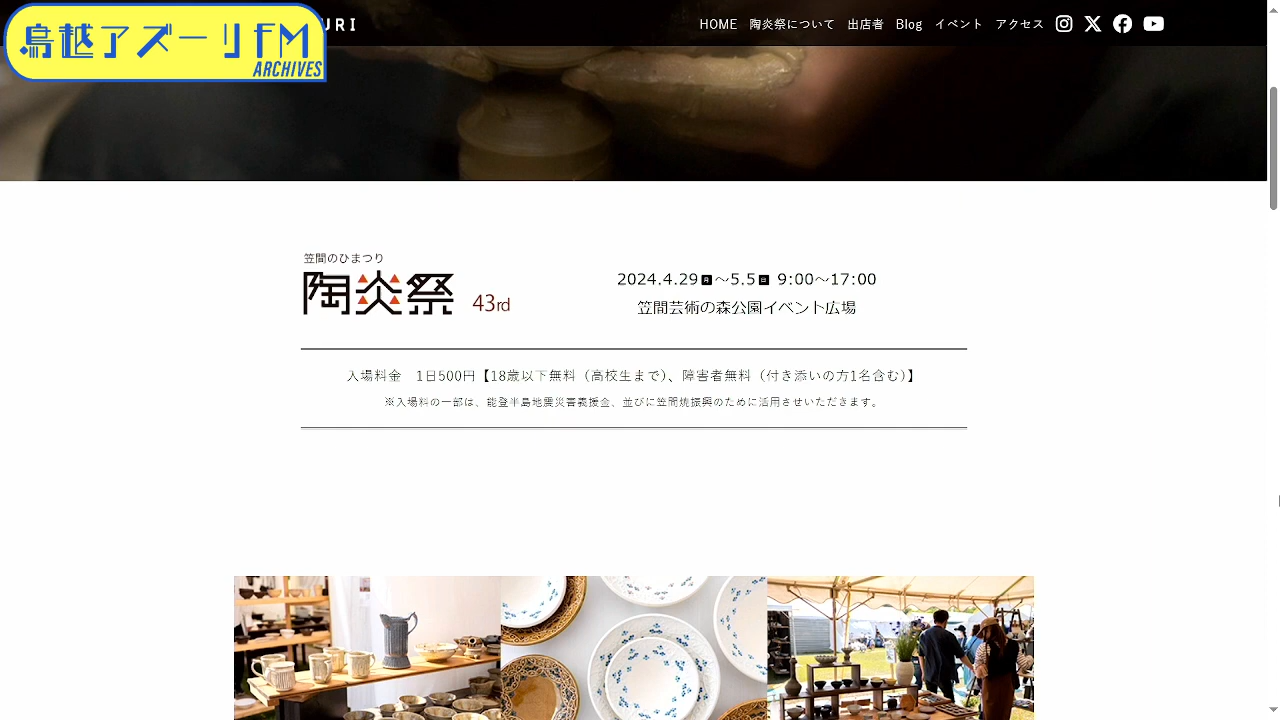 鳥越アズーリFM
ARCHIVES
URI
HOME 陶炎祭について 出店者 Blog イベント アクセス
笠間のひまつり
陶炎祭 43rd
2024.4.29月～5.5日 9:00～17:00
笠間芸術の森公園イベント広場
入場料金　1日500円【18歳以下無料（高校生まで）、障害者無料（付き添いの方1名含む）】
※入場料の一部は、能登半島地震災害義援金、並びに笠間焼振興のために活用させいただきます。